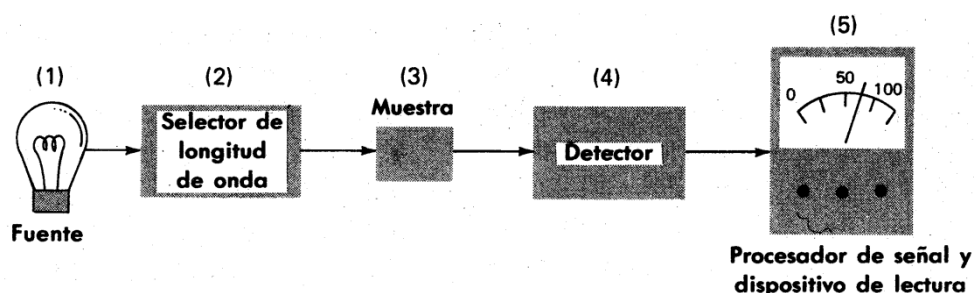 (1)
Fuente
(2)
Selector de
longitud
de onda
(3)
Muestra
(4)
Detector
(5)
0
50
100
Procesador de señal y
dispositivo de lectura